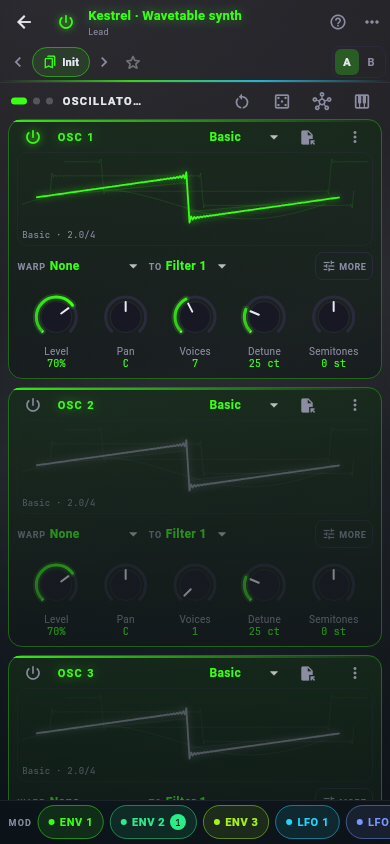 Kestrel · Wavetable synth
Lead
Init
A B
OSCILLATO…
OSC 1 Basic
Basic · 2.0/4
WARP None TO Filter 1 MORE
Level Pan Voices Detune Semitones
70% C 7 25 ct 0 st
OSC 2 Basic
Basic · 2.0/4
WARP None TO Filter 1 MORE
Level Pan Voices Detune Semitones
70% C 1 25 ct 0 st
OSC 3 Basic
Basic · 2.0/4
MOD ENV 1 ENV 2 1 ENV 3 LFO 1 LFO